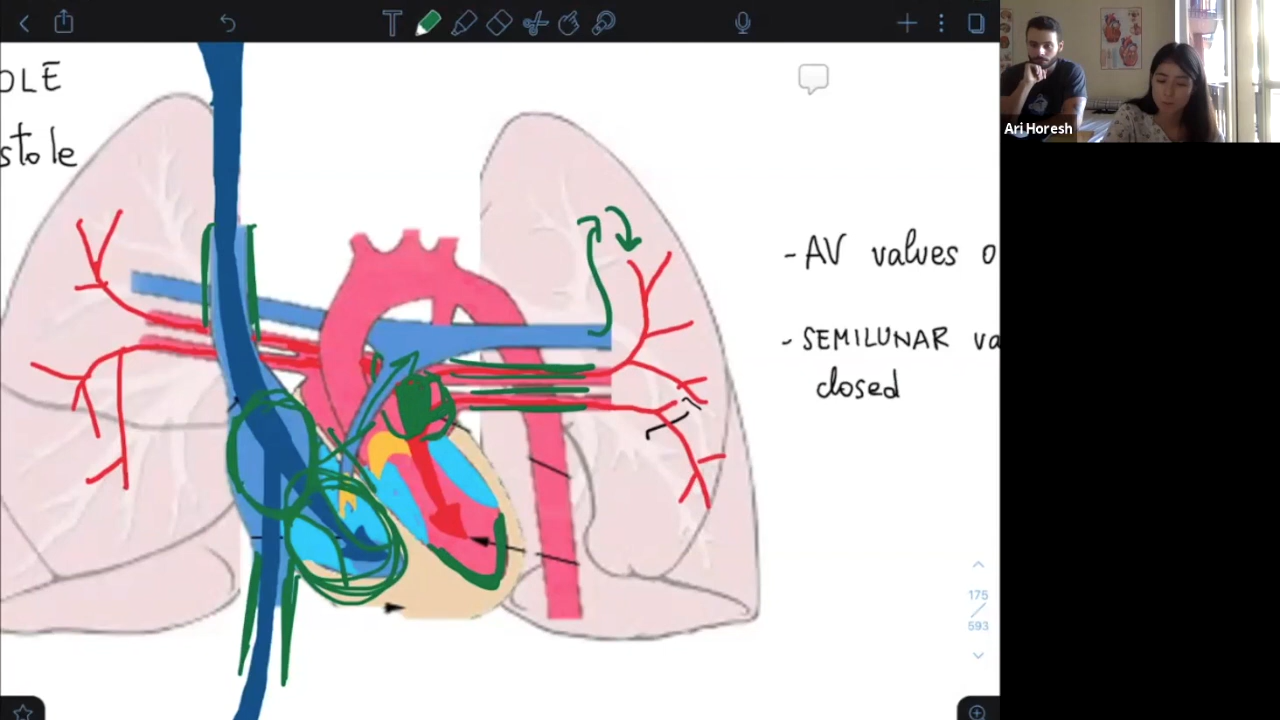 OLE
stole
- AV valves o
- SEMILUNAR va
closed
175
593
Ari Horesh